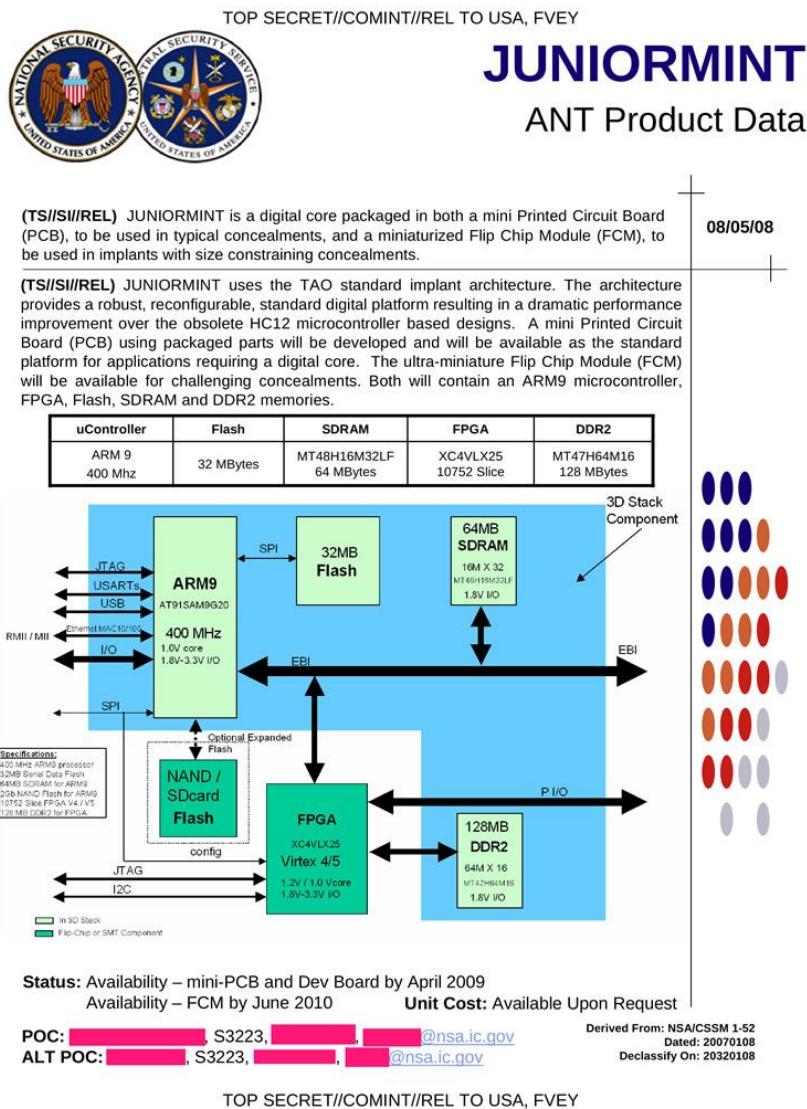 TOP SECRET//COMINT//REL TO USA, FVEY
NATIONAL SECURITY AGENCY
UNITED STATES OF AMERICA
CENTRAL SECURITY SERVICE
UNITED STATES OF AMERICA
JUNIORMINT
ANT Product Data
(TS//SI//REL) JUNIORMINT is a digital core packaged in both a mini Printed Circuit Board
(PCB), to be used in typical concealments, and a miniaturized Flip Chip Module (FCM), to
be used in implants with size constraining concealments.
08/05/08
(TS//SI//REL) JUNIORMINT uses the TAO standard implant architecture. The architecture
provides a robust, reconfigurable, standard digital platform resulting in a dramatic performance
improvement over the obsolete HC12 microcontroller based designs. A mini Printed Circuit
Board (PCB) using packaged parts will be developed and will be available as the standard
platform for applications requiring a digital core. The ultra-miniature Flip Chip Module (FCM)
will be available for challenging concealments. Both will contain an ARM9 microcontroller,
FPGA, Flash, SDRAM and DDR2 memories.
uController Flash SDRAM FPGA DDR2
ARM 9 400 Mhz 32 MBytes MT48H16M32LF 64 MBytes XC4VLX25 10752 Slice MT47H64M16 128 MBytes
3D Stack
Component
JTAG
USARTs
USB
RMII / MII
Ethernet MAC10/100
I/O
SPI
ARM9
AT91SAM9G20
400 MHz
1.0V core
1.8V-3.3V I/O
SPI
32MB
Flash
64MB
SDRAM
16M X 32
MT48H16M32LF
1.8V I/O
EBI
EBI
Optional Expanded
Flash
NAND /
SDcard
Flash
config
Specifications:
400 MHz ARM9 processor
32MB Serial Data Flash
64MB SDRAM for ARM9
2Gb NAND Flash for ARM9
10752 Slice FPGA V4 / V5
128 MB DDR2 for FPGA
JTAG
I2C
FPGA
XC4VLX25
Virtex 4/5
1.2V / 1.0 Vcore
1.8V-3.3V I/O
P I/O
128MB
DDR2
64M X 16
MT47H64M16
1.8V I/O
In 3D Stack
Flip-Chip or SMT Component
Status: Availability – mini-PCB and Dev Board by April 2009
Availability – FCM by June 2010 Unit Cost: Available Upon Request
POC: , S3223, , @nsa.ic.gov
ALT POC: , S3223, , @nsa.ic.gov
Derived From: NSA/CSSM 1-52
Dated: 20070108
Declassify On: 20320108
TOP SECRET//COMINT//REL TO USA, FVEY